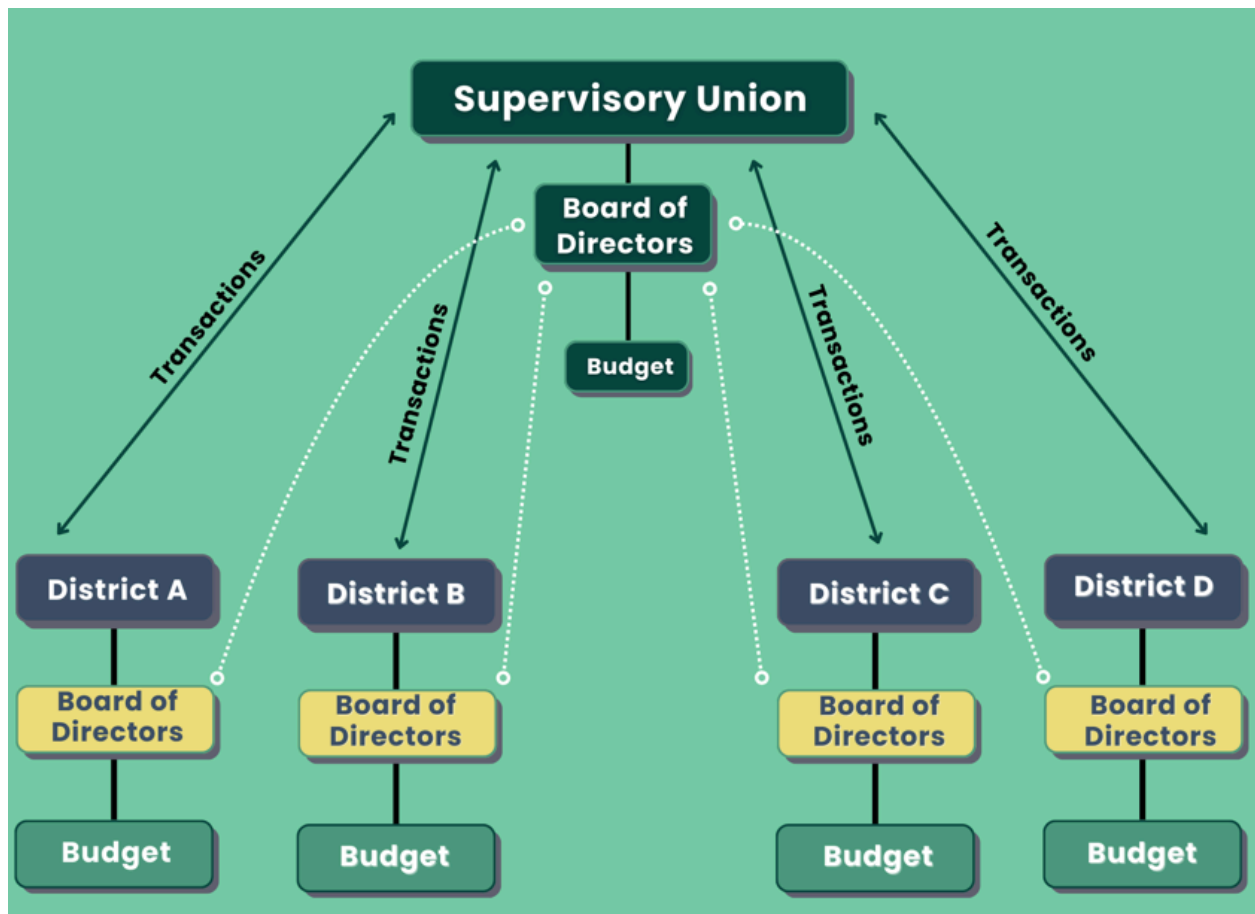 Supervisory Union
Board of
Directors
Budget
Transactions
Transactions
Transactions
Transactions
District A
District B
District C
District D
Board of
Directors
Board of
Directors
Board of
Directors
Board of
Directors
Budget
Budget
Budget
Budget